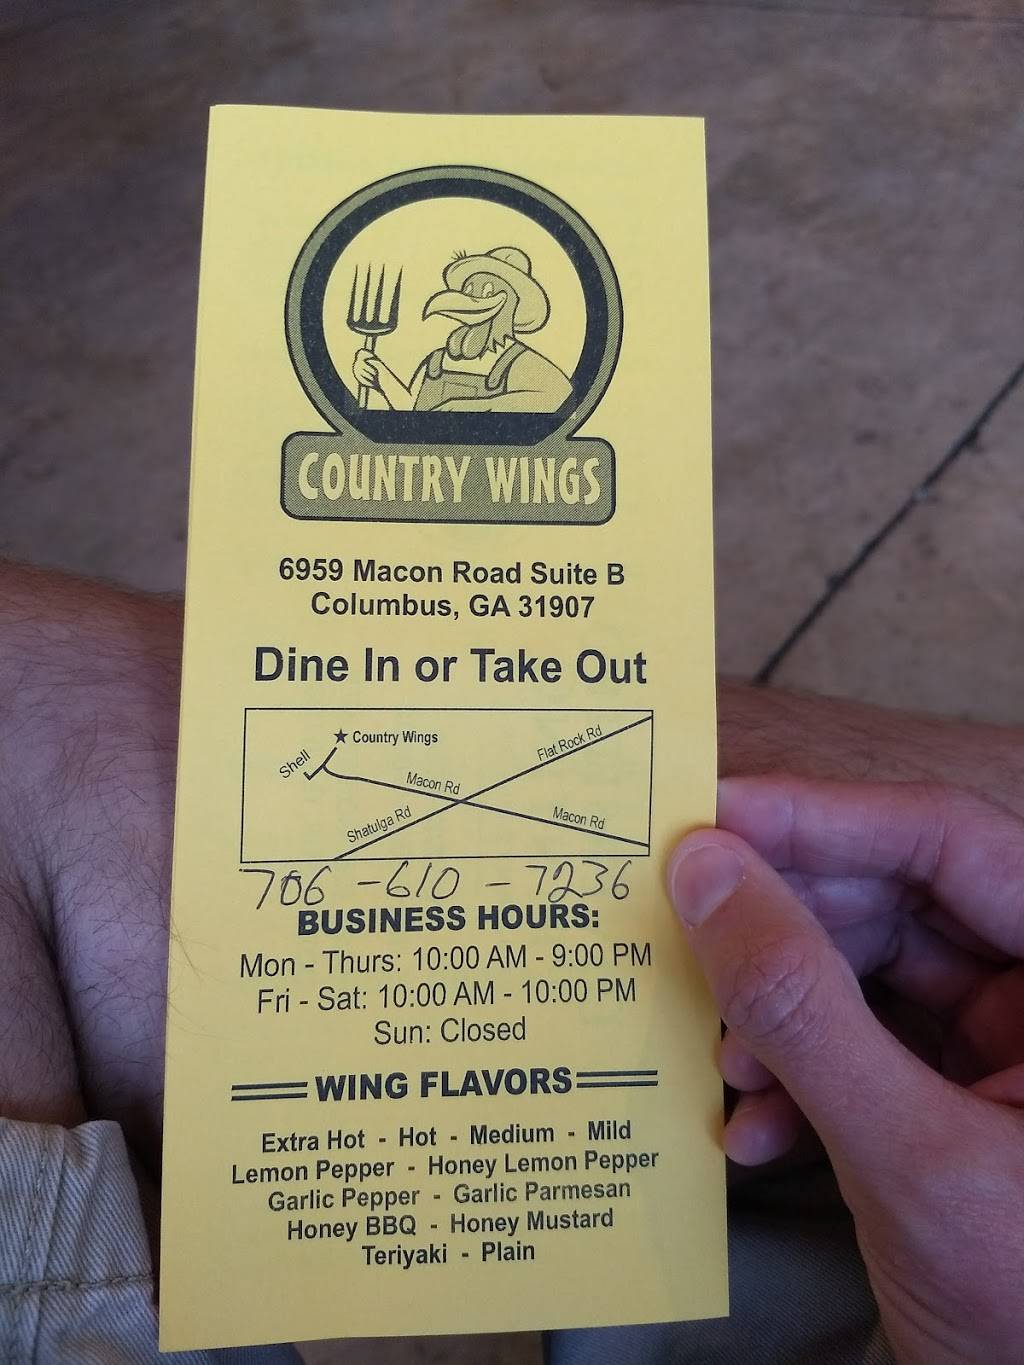 COUNTRY WINGS
6959 Macon Road Suite B
Columbus, GA 31907
Dine In or Take Out
★ Country Wings
Shell
Flat Rock Rd
Macon Rd
Shatulga Rd
Macon Rd
706-610-7236
BUSINESS HOURS:
Mon - Thurs: 10:00 AM - 9:00 PM
Fri - Sat: 10:00 AM - 10:00 PM
Sun: Closed
WING FLAVORS
Extra Hot - Hot - Medium - Mild
Lemon Pepper - Honey Lemon Pepper
Garlic Pepper - Garlic Parmesan
Honey BBQ - Honey Mustard
Teriyaki - Plain